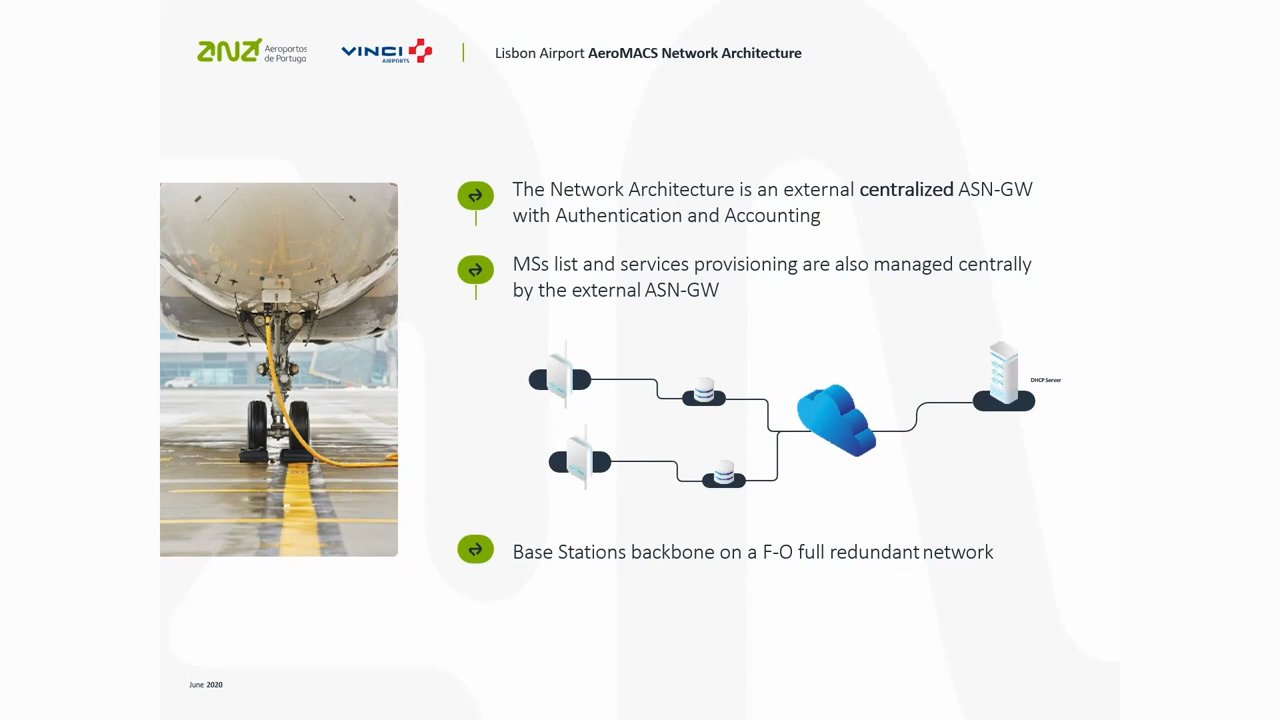 ANA Aeroportos
de Portugal
VINCI
AIRPORTS
Lisbon Airport AeroMACS Network Architecture
The Network Architecture is an external centralized ASN-GW
with Authentication and Accounting
MSs list and services provisioning are also managed centrally
by the external ASN-GW
DHCP Server
Base Stations backbone on a F-O full redundant network
June 2020